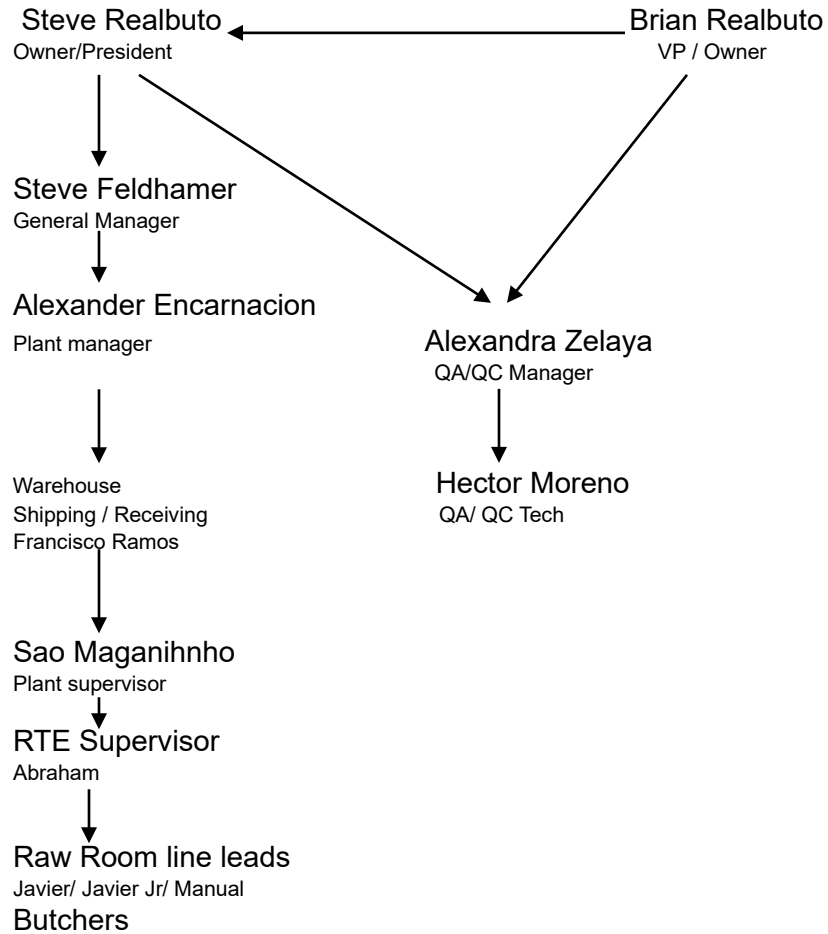 Steve Realbuto
Owner/President
Brian Realbuto
VP / Owner
Steve Feldhamer
General Manager
Alexander Encarnacion
Plant manager
Alexandra Zelaya
QA/QC Manager
Warehouse
Shipping / Receiving
Francisco Ramos
Hector Moreno
QA/ QC Tech
Sao Maganihnho
Plant supervisor
RTE Supervisor
Abraham
Raw Room line leads
Javier/ Javier Jr/ Manual
Butchers